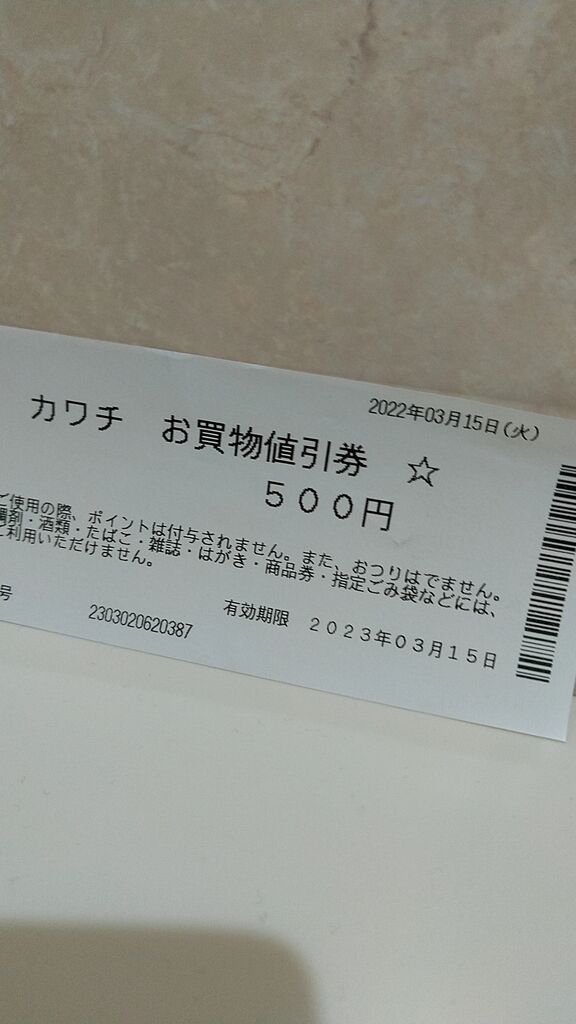 2022年03月15日(火)
カワチ お買物値引券 ☆
500円
ご使用の際、ポイントは付与されません。また、おつりはでません。
調剤・酒類・たばこ・雑誌・はがき・商品券・指定ごみ袋などには、
ご利用いただけません。
号 2303020620387 有効期限 2023年03月15日